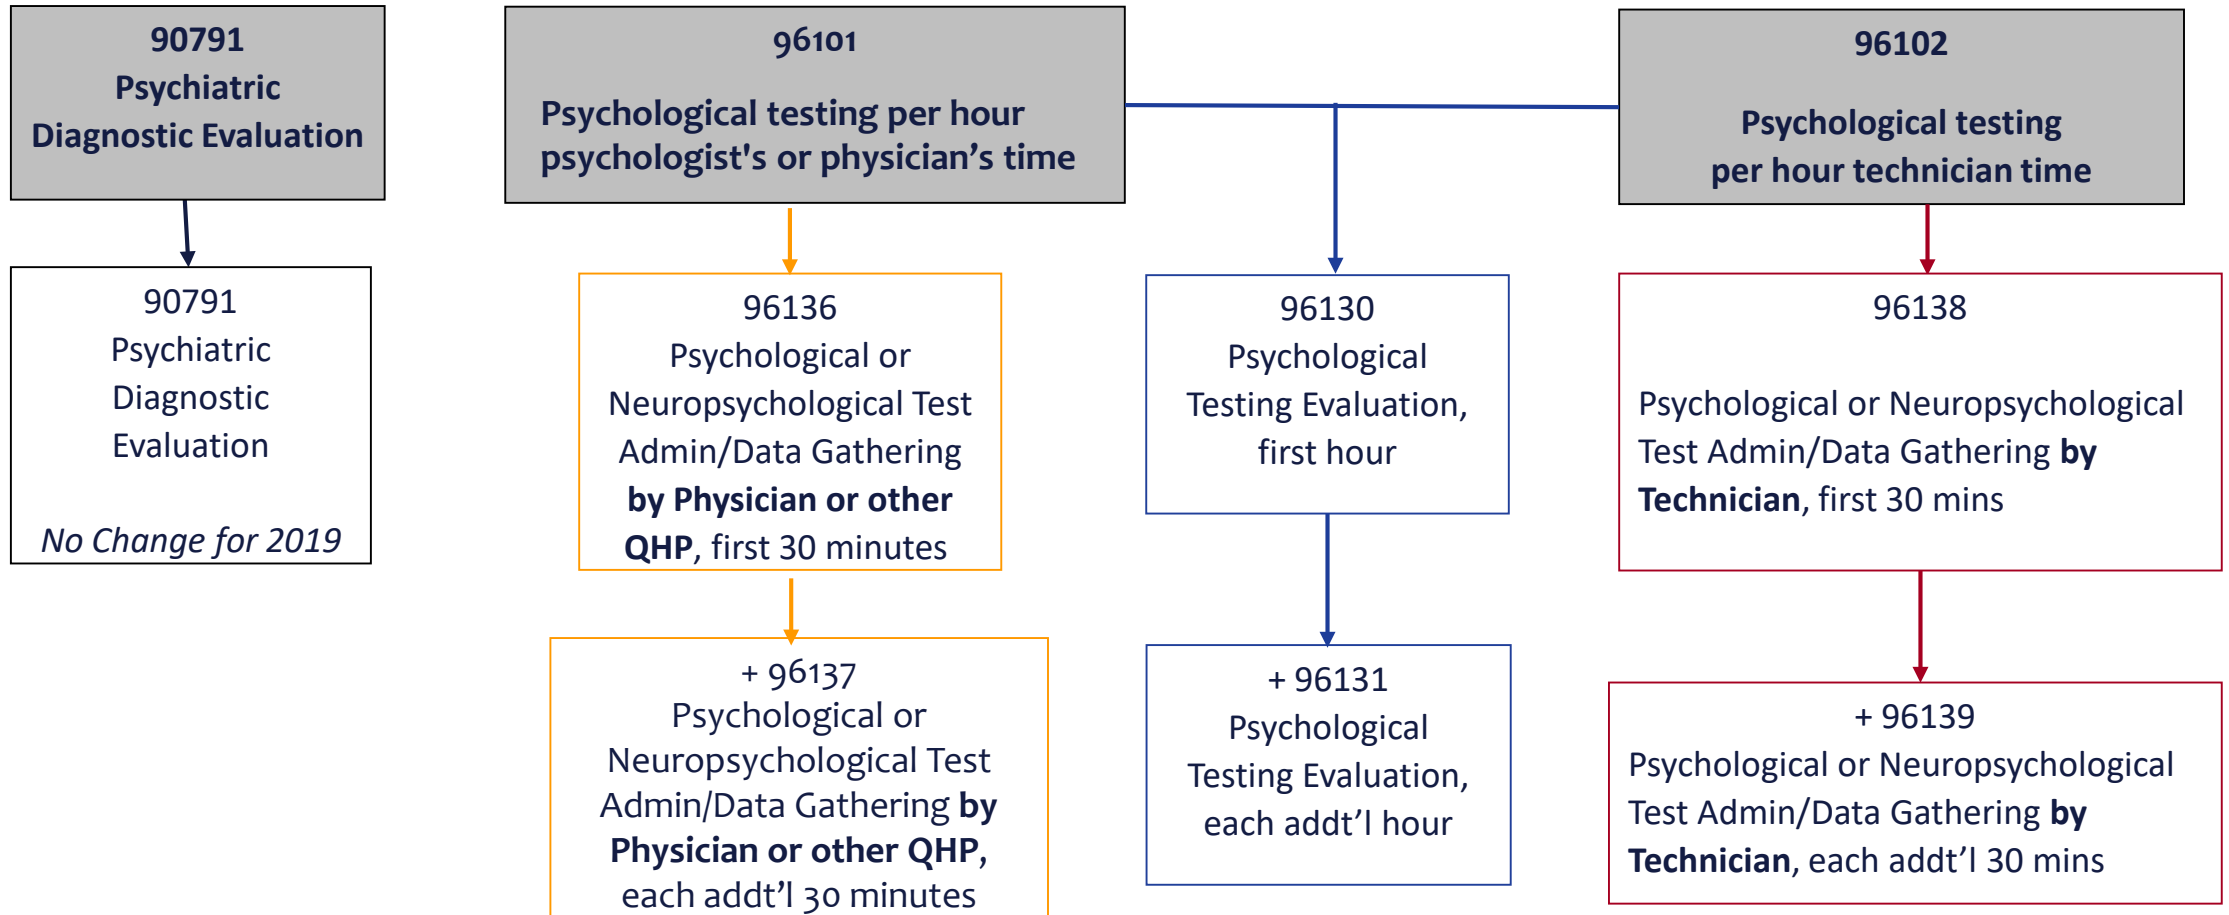 90791
Psychiatric
Diagnostic Evaluation
96101
Psychological testing per hour
psychologist's or physician’s time
96102
Psychological testing
per hour technician time
90791
Psychiatric
Diagnostic
Evaluation
No Change for 2019
96136
Psychological or
Neuropsychological Test
Admin/Data Gathering
by Physician or other
QHP, first 30 minutes
96130
Psychological
Testing Evaluation,
first hour
96138
Psychological or Neuropsychological
Test Admin/Data Gathering by
Technician, first 30 mins
+ 96137
Psychological or
Neuropsychological Test
Admin/Data Gathering by
Physician or other QHP,
each addt’l 30 minutes
+ 96131
Psychological
Testing Evaluation,
each addt’l hour
+ 96139
Psychological or Neuropsychological
Test Admin/Data Gathering by
Technician, each addt’l 30 mins